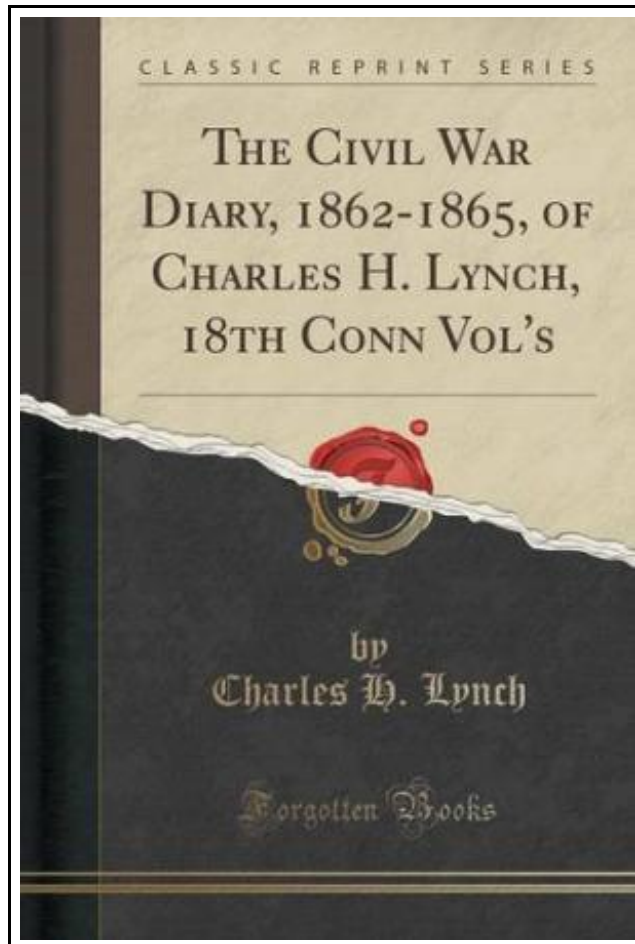 CLASSIC REPRINT SERIES
THE CIVIL WAR
DIARY, 1862-1865, OF
CHARLES H. LYNCH,
18TH CONN VOL'S
by
Charles H. Lynch
Forgotten Books